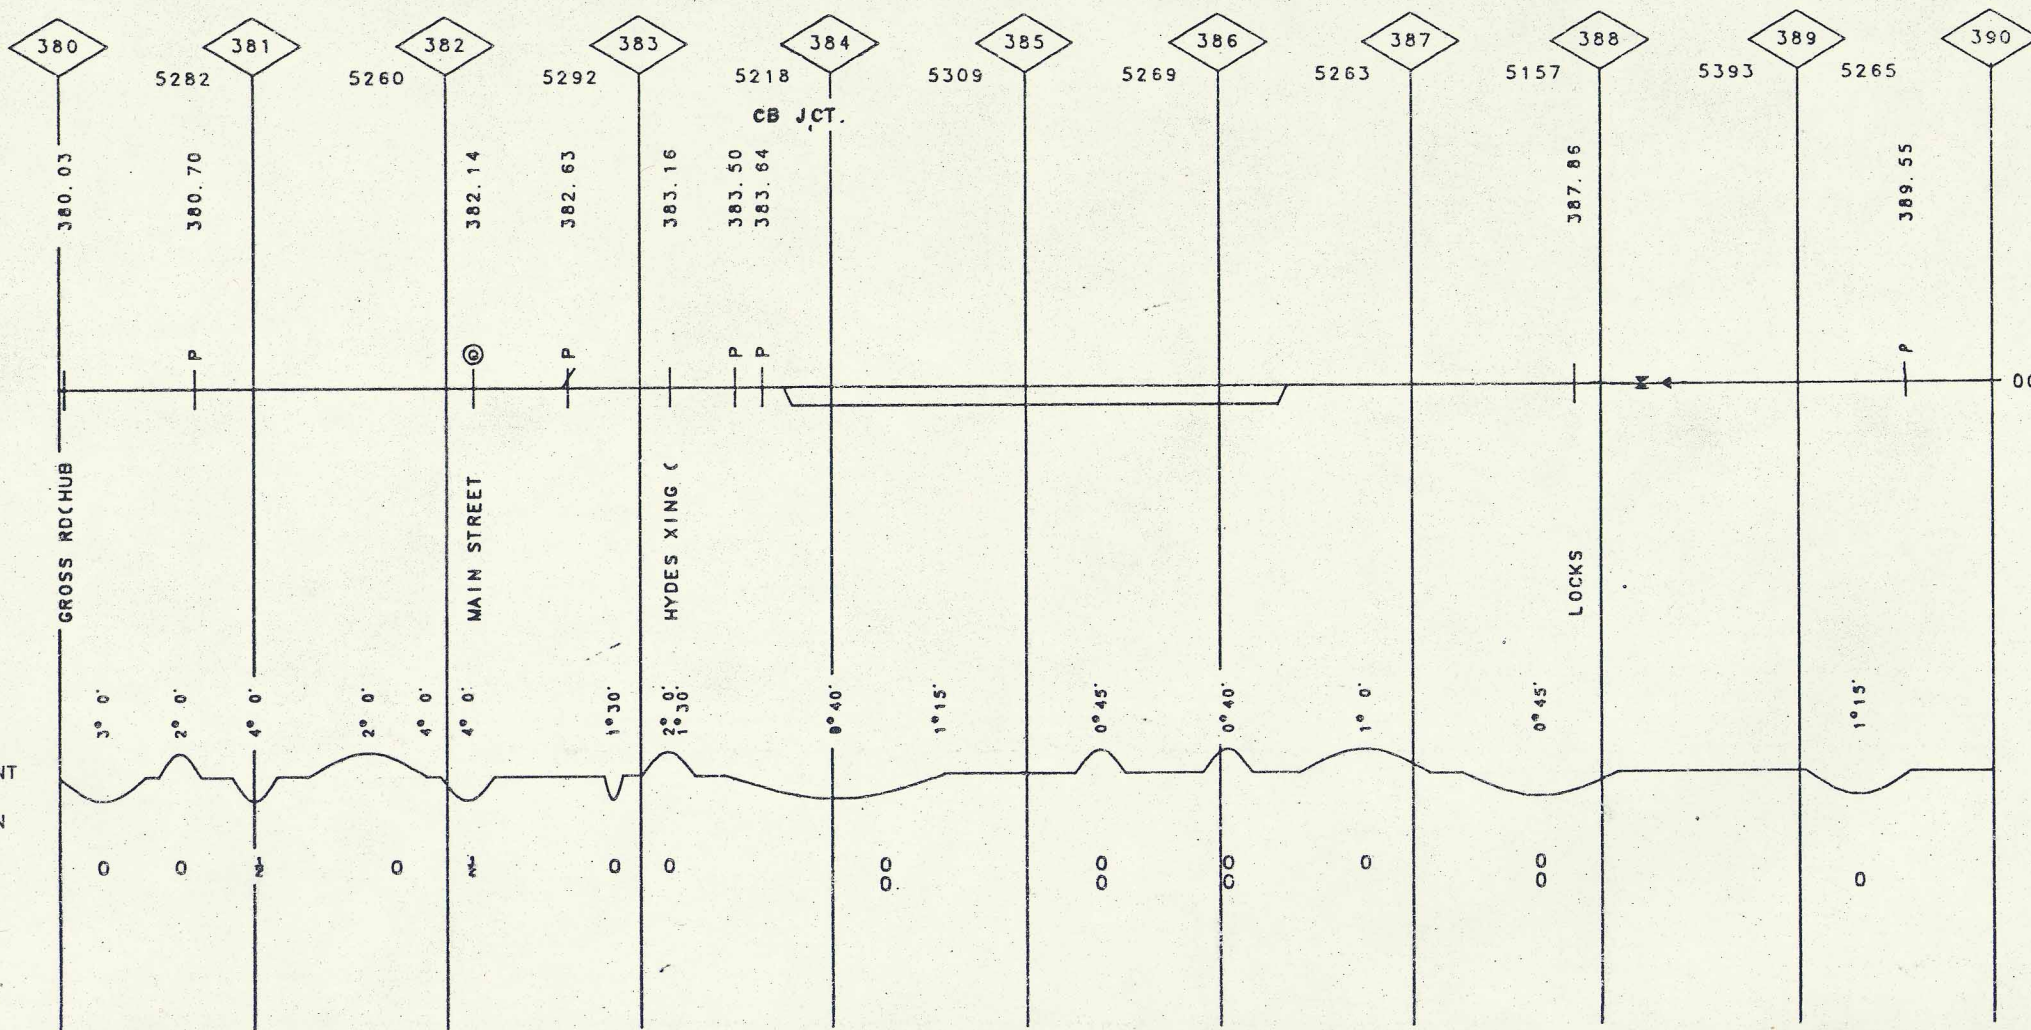 380 381 382 383 384 385 386 387 388 389 390
5282 5260 5292 5218 5309 5269 5263 5157 5393 5265
CB JCT.
380.03 380.70 382.14 382.63 383.16 383.50 383.64 387.86 389.55
P P P P P
GROSS RD(HUB
MAIN STREET
HYDES XING (
LOCKS
3° 0' 2° 0' 4° 0' 2° 0' 4° 0' 4° 0' 1°30' 2° 0' 1°30' 0°40' 1°15' 0°45' 0°40' 1° 0' 0°45' 1°15'
NT
N
0 0 0 0 0 0 0 0 0 0
0 0 0 0 0